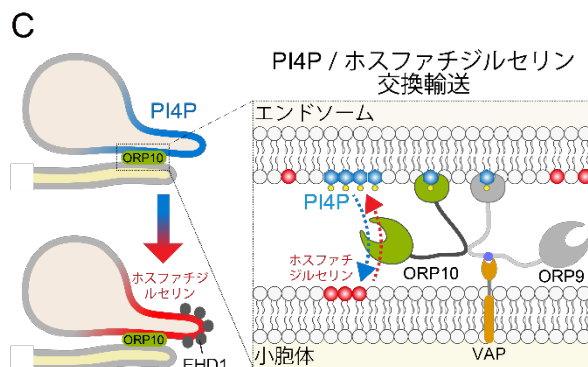 C
PI4P
ORP10
ホスファチジ
ルセリン
ORP10
EHD1
PI4P / ホスファチジルセリン
交換輸送
エンドソーム
PI4P
ホスファチ
ジルセリン
ORP10
ORP9
小胞体
VAP